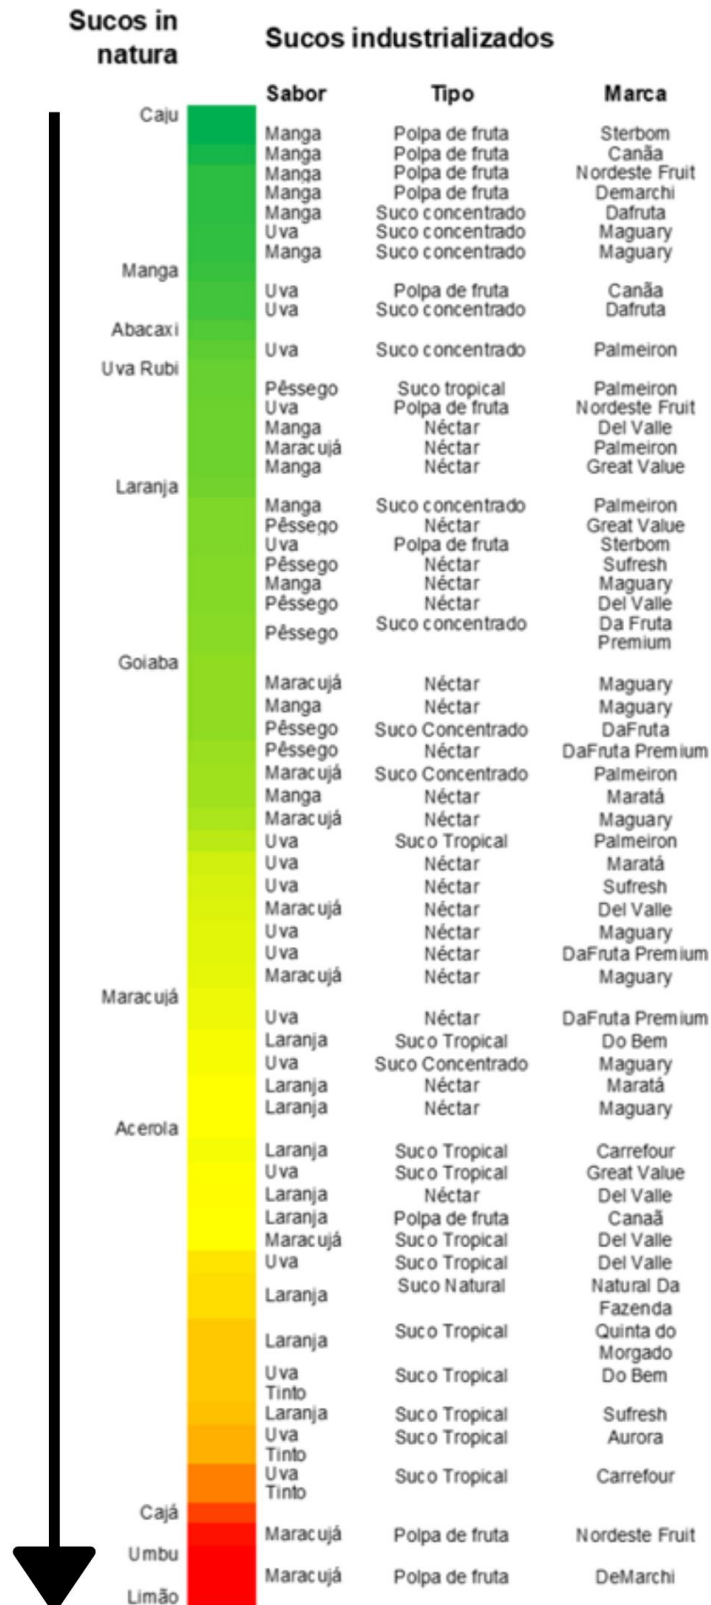 Sucos in
natura
Sucos industrializados
Sabor Tipo Marca
Caju
Manga Polpa de fruta Sterbom
Manga Polpa de fruta Canãa
Manga Polpa de fruta Nordeste Fruit
Manga Polpa de fruta Demarchi
Manga Suco concentrado Dafruta
Uva Suco concentrado Maguary
Manga Suco concentrado Maguary
Manga
Uva Polpa de fruta Canãa
Uva Suco concentrado Dafruta
Abacaxi
Uva Suco concentrado Palmeiron
Uva Rubi
Pêssego Suco tropical Palmeiron
Uva Polpa de fruta Nordeste Fruit
Manga Néctar Del Valle
Maracujá Néctar Palmeiron
Manga Néctar Great Value
Laranja
Manga Suco concentrado Palmeiron
Pêssego Néctar Great Value
Uva Polpa de fruta Sterbom
Pêssego Néctar Sufresh
Manga Néctar Maguary
Pêssego Néctar Del Valle
Pêssego Suco concentrado Da Fruta
Premium
Goiaba
Maracujá Néctar Maguary
Manga Néctar Maguary
Pêssego Suco Concentrado DaFruta
Pêssego Néctar DaFruta Premium
Maracujá Suco Concentrado Palmeiron
Manga Néctar Maratá
Maracujá Néctar Maguary
Uva Suco Tropical Palmeiron
Uva Néctar Maratá
Uva Néctar Sufresh
Maracujá Néctar Del Valle
Uva Néctar Maguary
Uva Néctar DaFruta Premium
Maracujá Néctar Maguary
Maracujá
Uva Néctar DaFruta Premium
Laranja Suco Tropical Do Bem
Uva Suco Concentrado Maguary
Laranja Néctar Maratá
Laranja Néctar Maguary
Acerola
Laranja Suco Tropical Carrefour
Uva Suco Tropical Great Value
Laranja Néctar Del Valle
Laranja Polpa de fruta Canaã
Maracujá Suco Tropical Del Valle
Uva Suco Tropical Del Valle
Laranja Suco Natural Natural Da
Fazenda
Laranja Suco Tropical Quinta do
Morgado
Uva Suco Tropical Do Bem
Tinto
Laranja Suco Tropical Sufresh
Uva Suco Tropical Aurora
Tinto
Uva Suco Tropical Carrefour
Tinto
Cajá
Maracujá Polpa de fruta Nordeste Fruit
Umbu
Maracujá Polpa de fruta DeMarchi
Limão